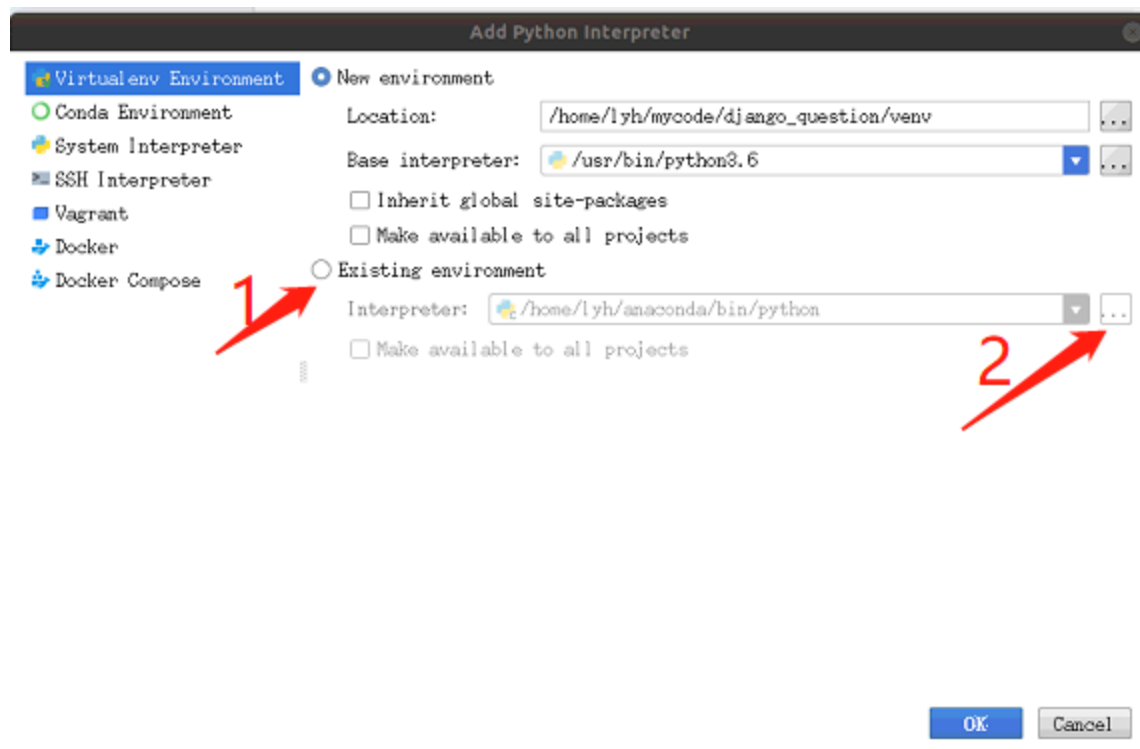 Add Python Interpreter
Virtualenv Environment
Conda Environment
System Interpreter
SSH Interpreter
Vagrant
Docker
Docker Compose
New environment
Location: /home/lyh/mycode/django_question/venv ...
Base interpreter: /usr/bin/python3.6 ...
Inherit global site-packages
Make available to all projects
Existing environment
1
Interpreter: /home/lyh/anaconda/bin/python ...
Make available to all projects
2
OK Cancel